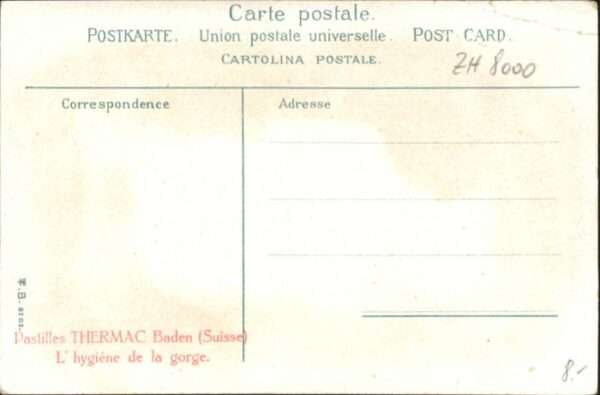 Carte postale.
POSTKARTE. Union postale universelle. POST CARD.
CARTOLINA POSTALE.
ZH 8000
Correspondence
Adresse
F.B.
Pastilles THERMAC Baden (Suisse)
L'hygiéne de la gorge.
8.-